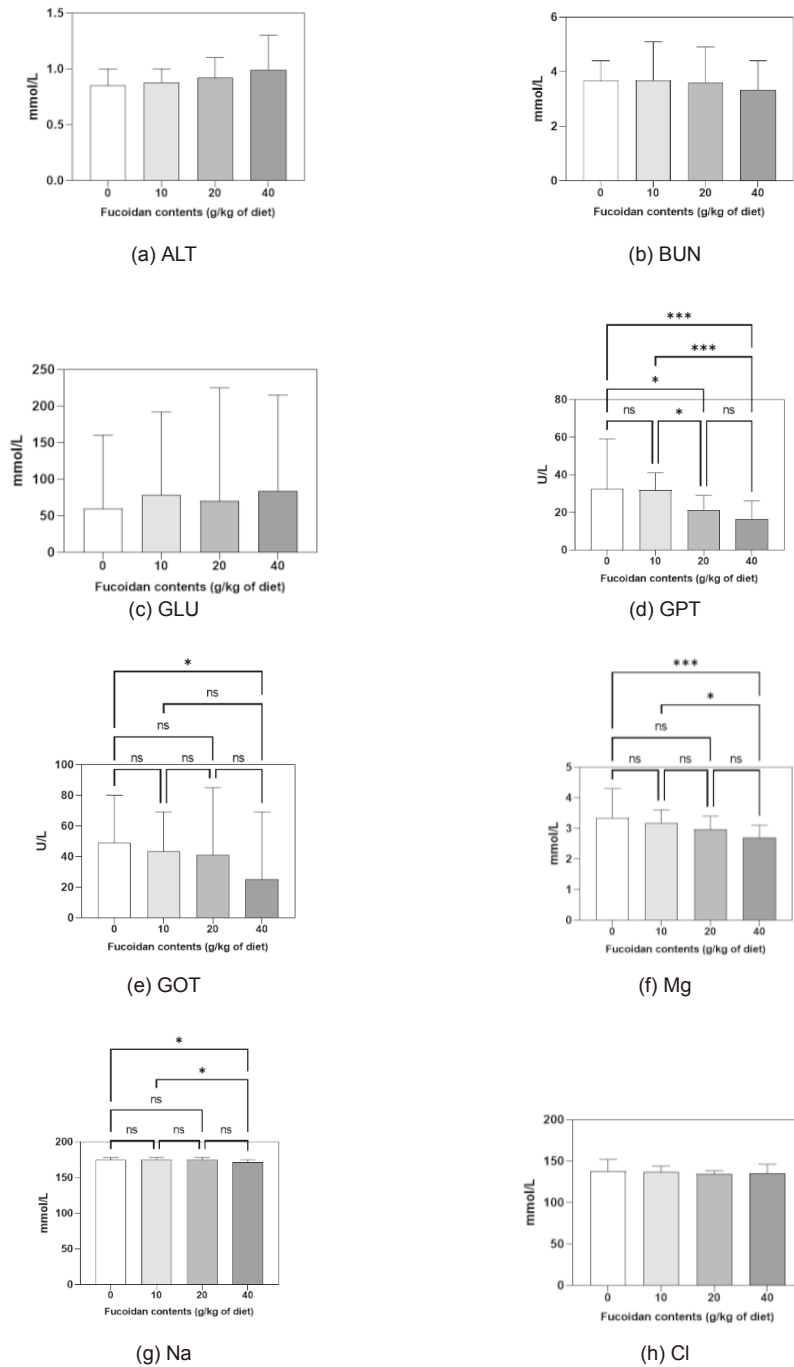 1.5
1.0
0.5
0.0
mmol/L
0 10 20 40
Fucoidan contents (g/kg of diet)
(a) ALT
6
4
2
0
mmol/L
0 10 20 40
Fucoidan contents (g/kg of diet)
(b) BUN
250
200
150
100
50
0
mmol/L
0 10 20 40
Fucoidan contents (g/kg of diet)
(c) GLU
***
***
*
ns * ns
80
60
40
20
0
U/L
0 10 20 40
Fucoidan contents (g/kg of diet)
(d) GPT
*
ns
ns
ns ns ns
100
80
60
40
20
0
U/L
0 10 20 40
Fucoidan contents (g/kg of diet)
(e) GOT
***
*
ns
ns ns ns
5
4
3
2
1
0
mmol/L
0 10 20 40
Fucoidan contents (g/kg of diet)
(f) Mg
*
*
ns
ns ns ns
200
150
100
50
0
mmol/L
0 10 20 40
Fucoidan contents (g/kg of diet)
(g) Na
200
150
100
50
0
mmol/L
0 10 20 40
Fucoidan contents (g/kg of diet)
(h) Cl